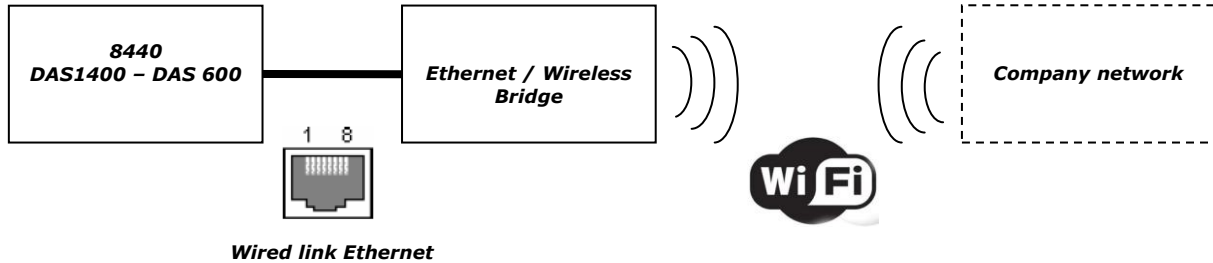 8440
DAS1400 – DAS 600
Ethernet / Wireless
Bridge
Company network
1 8
Wi Fi
Wired link Ethernet